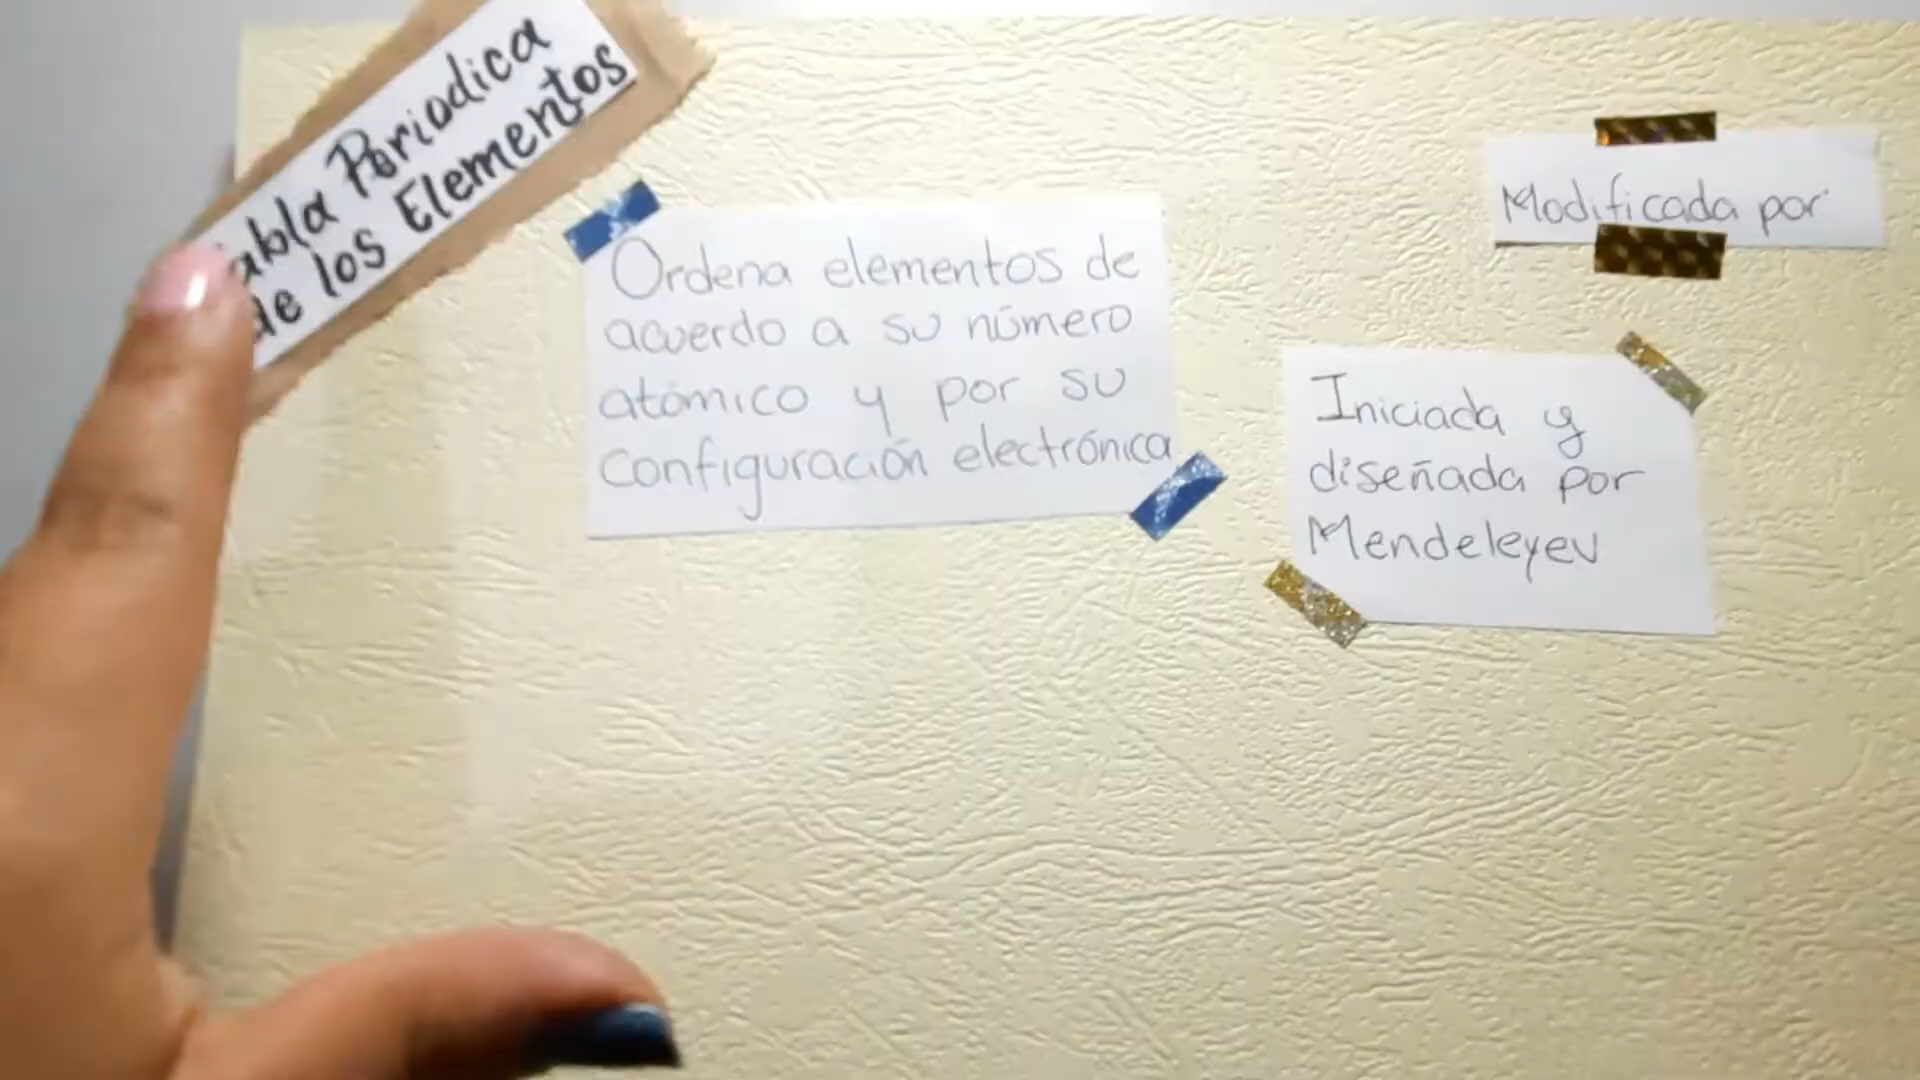 abla Periodica
de los Elementos
Ordena elementos de
acuerdo a su número
atómico y por su
configuración electrónica
Modificada por
Iniciada y
diseñada por
Mendeleyev